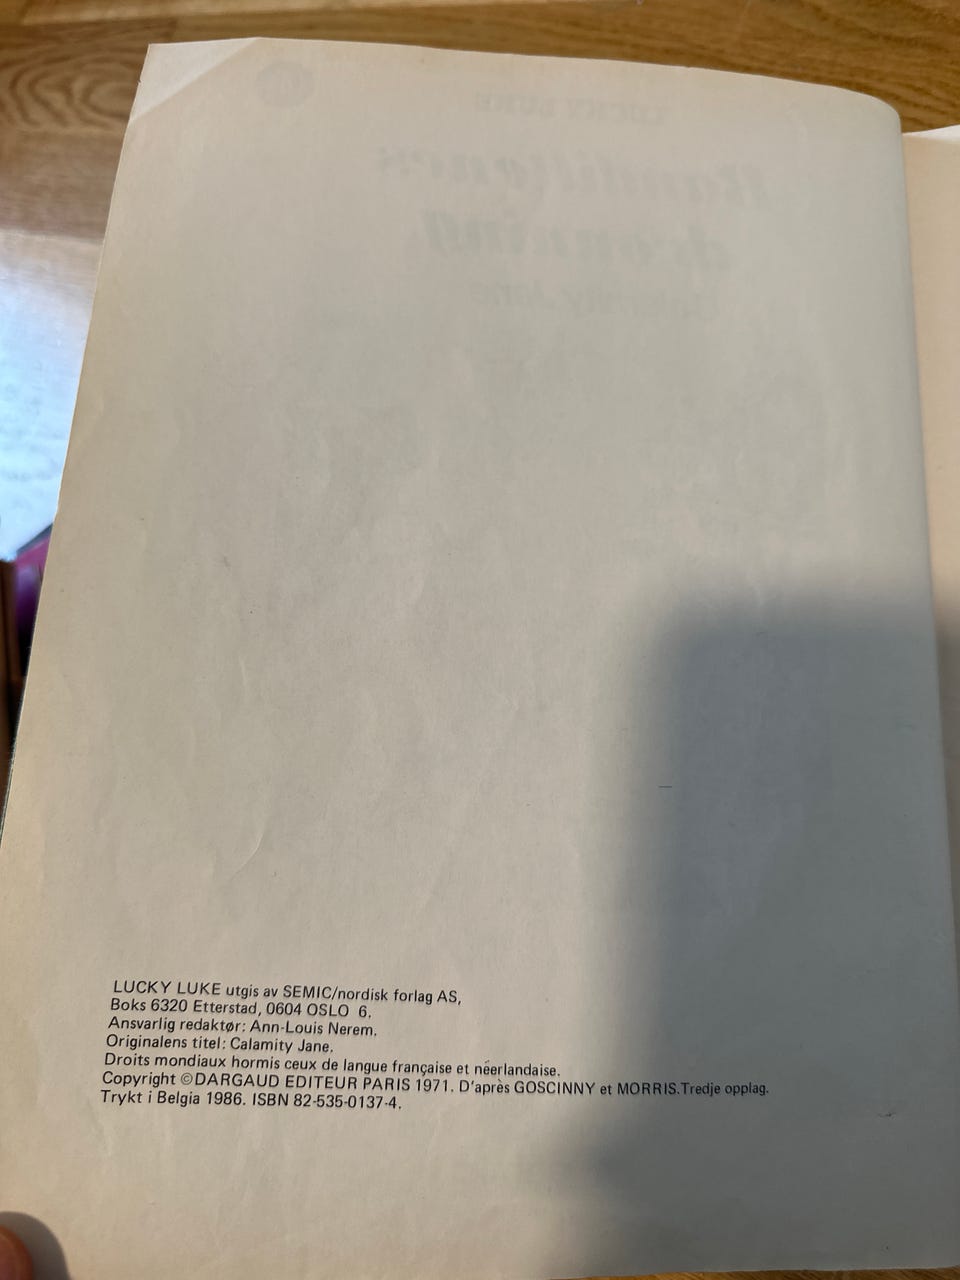 LUCKY LUKE utgis av SEMIC/nordisk forlag AS,
Boks 6320 Etterstad, 0604 OSLO 6.
Ansvarlig redaktør: Ann-Louis Nerem.
Originalens titel: Calamity Jane.
Droits mondiaux hormis ceux de langue française et néerlandaise.
Copyright ©DARGAUD EDITEUR PARIS 1971. D'après GOSCINNY et MORRIS.Tredje opplag.
Trykt i Belgia 1986. ISBN 82-535-0137-4.